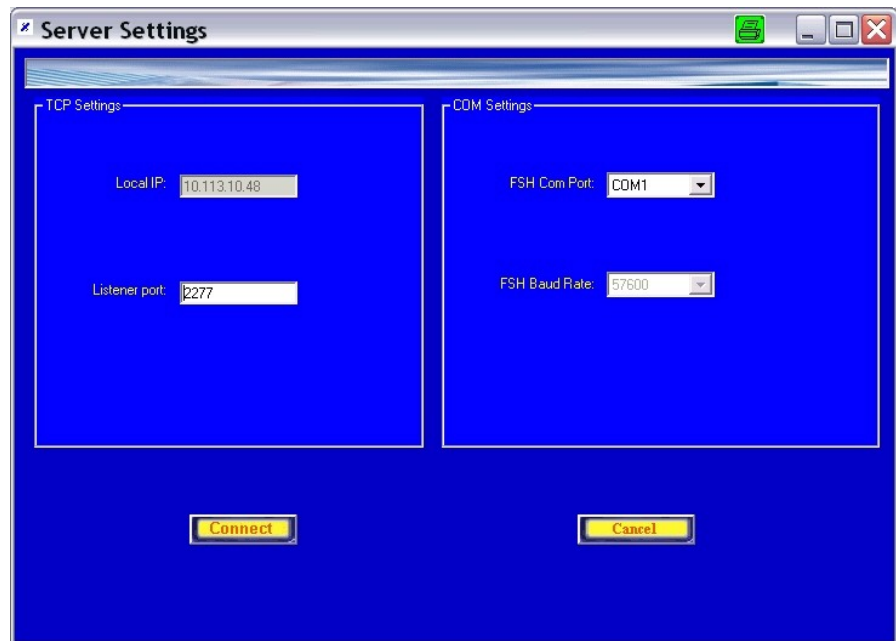 Server Settings
TCP Settings
Local IP: 10.113.10.48
Listener port: 2277
COM Settings
FSH Com Port: COM1
FSH Baud Rate: 57600
Connect
Cancel